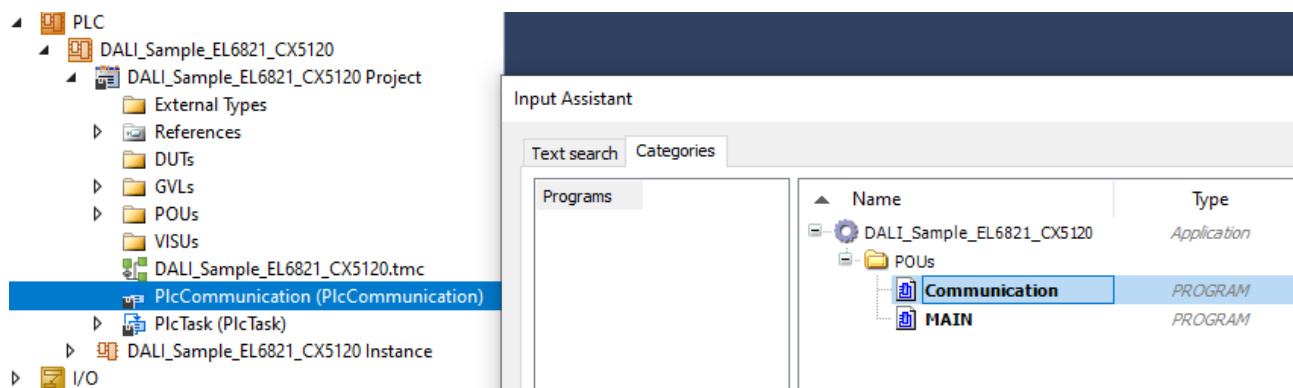 PLC
DALI_Sample_EL6821_CX5120
DALI_Sample_EL6821_CX5120 Project
External Types
References
DUTs
GVLs
POUs
VISUs
DALI_Sample_EL6821_CX5120.tmc
PlcCommunication (PlcCommunication)
PlcTask (PlcTask)
DALI_Sample_EL6821_CX5120 Instance
I/O
Input Assistant
Text search Categories
Programs
Name Type
DALI_Sample_EL6821_CX5120 Application
POUs
Communication PROGRAM
MAIN PROGRAM